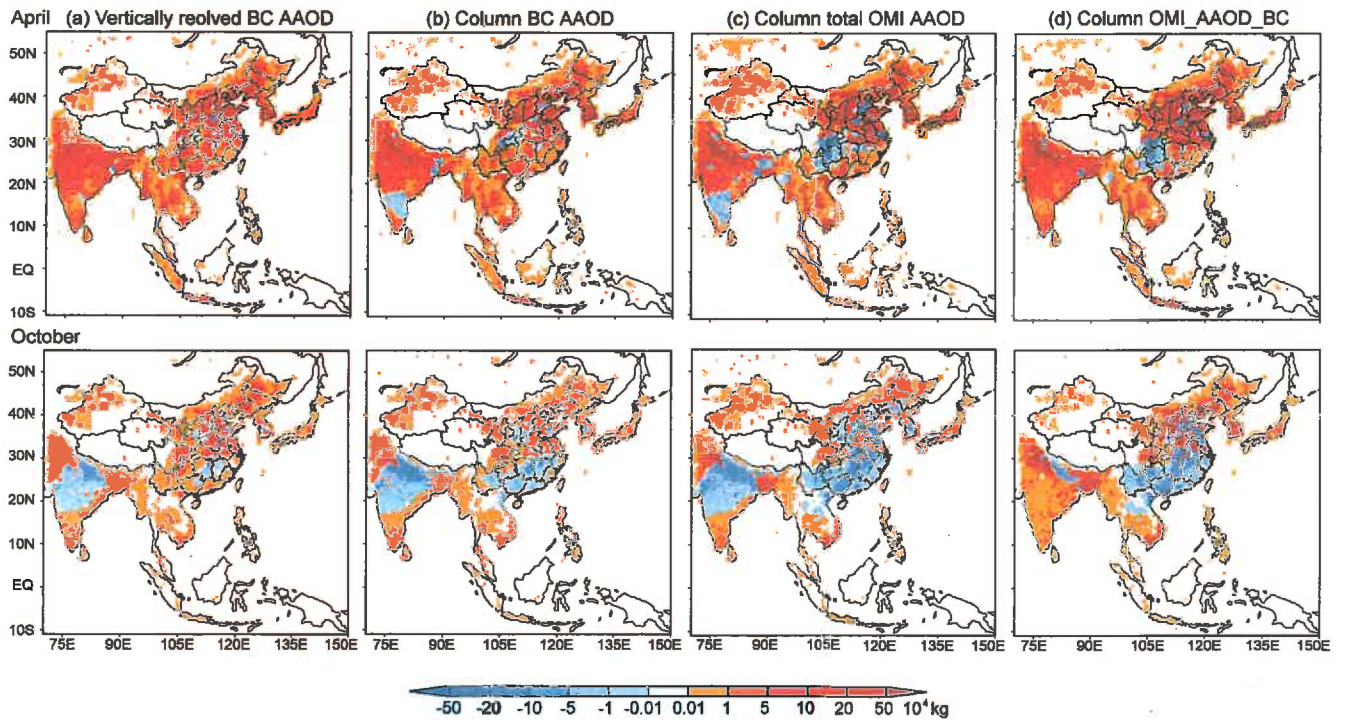 April (a) Vertically reolved BC AAOD (b) Column BC AAOD (c) Column total OMI AAOD (d) Column OMI_AAOD_BC
50N
40N
30N
20N
10N
EQ
10S
October
50N
40N
30N
20N
10N
EQ
10S
75E 90E 105E 120E 135E 150E 75E 90E 105E 120E 135E 150E 75E 90E 105E 120E 135E 150E 75E 90E 105E 120E 135E 150E
-50 -20 -10 -5 -1 -0.01 0.01 1 5 10 20 50 10⁴ kg